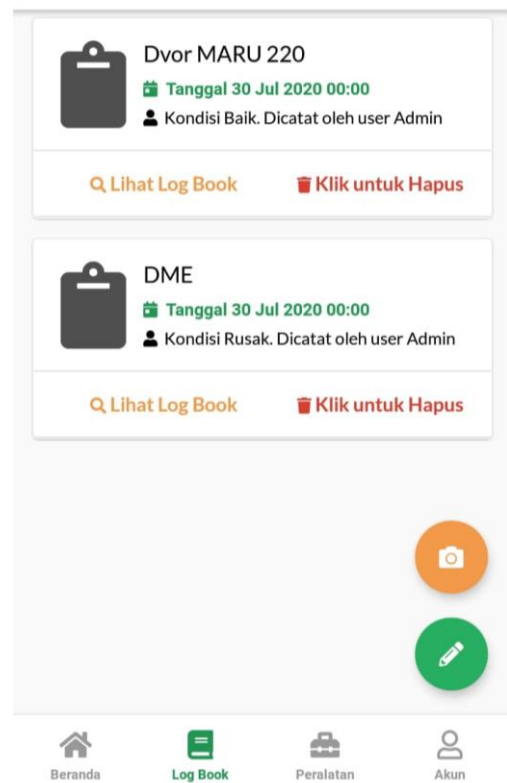 Dvor MARU 220
Tanggal 30 Jul 2020 00:00
Kondisi Baik. Dicatat oleh user Admin
Lihat Log Book
Klik untuk Hapus
DME
Tanggal 30 Jul 2020 00:00
Kondisi Rusak. Dicatat oleh user Admin
Lihat Log Book
Klik untuk Hapus
Beranda
Log Book
Peralatan
Akun